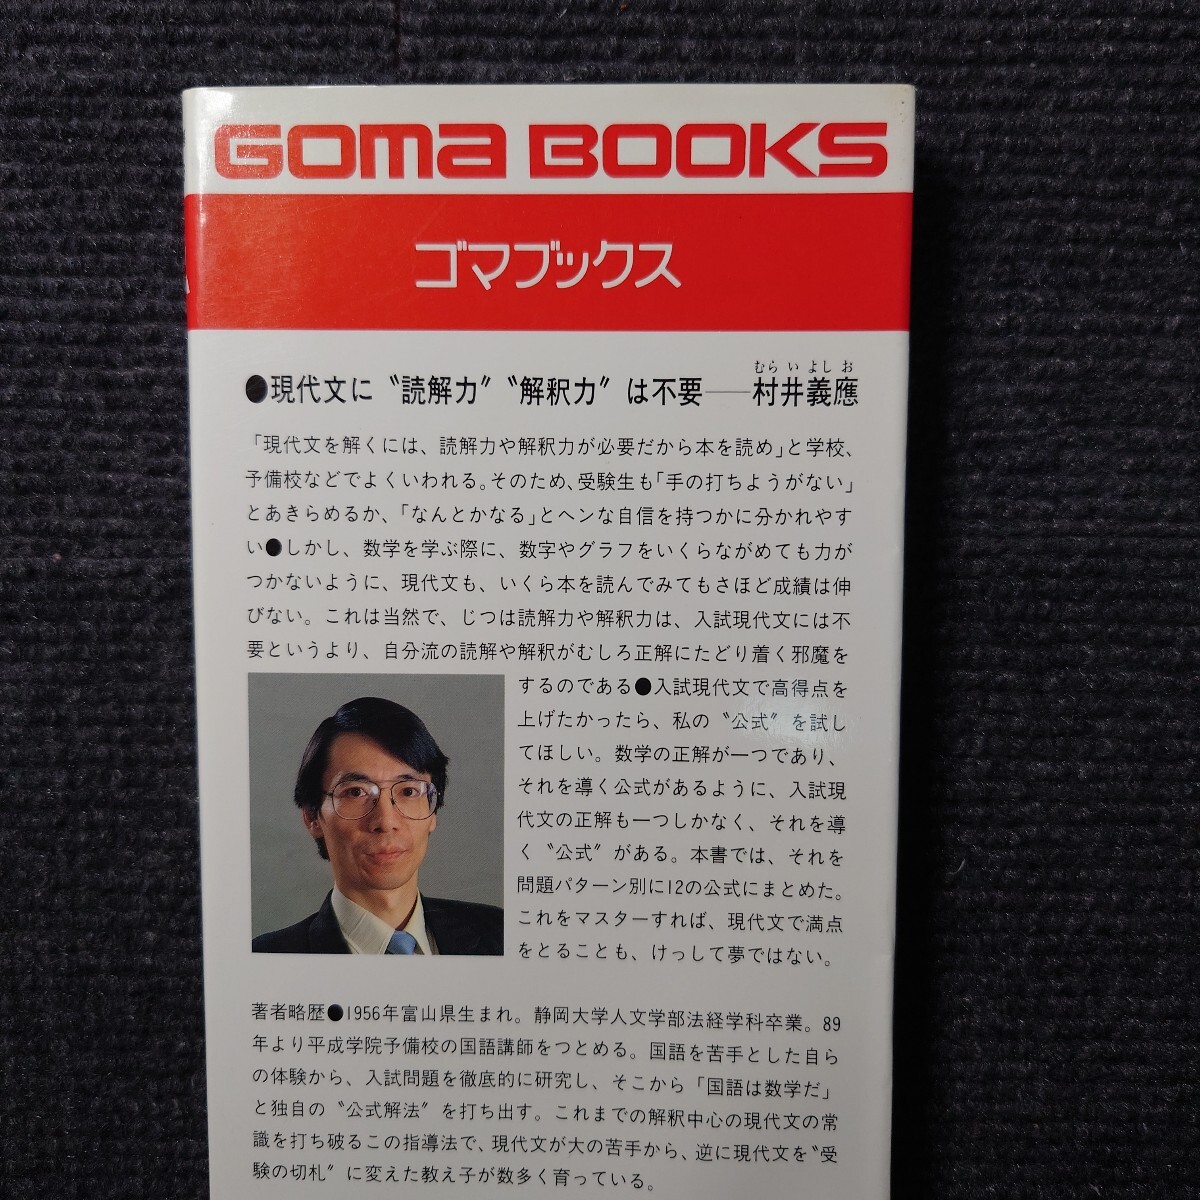 GOMA BOOKS
ゴマブックス
むらいよしお
●現代文に〝読解力〟〝解釈力〟は不要──村井義應
「現代文を解くには、読解力や解釈力が必要だから本を読め」と学校、
予備校などでよくいわれる。そのため、受験生も「手の打ちようがない」
とあきらめるか、「なんとかなる」とヘンな自信を持つかに分かれやす
い●しかし、数学を学ぶ際に、数字やグラフをいくらながめても力が
つかないように、現代文も、いくら本を読んでみてもさほど成績は伸
びない。これは当然で、じつは読解力や解釈力は、入試現代文には不
要というより、自分流の読解や解釈がむしろ正解にたどり着く邪魔を
するのである●入試現代文で高得点を
上げたかったら、私の〝公式〟を試し
てほしい。数学の正解が一つであり、
それを導く公式があるように、入試現
代文の正解も一つしかなく、それを導
く〝公式〟がある。本書では、それを
問題パターン別に12の公式にまとめた。
これをマスターすれば、現代文で満点
をとることも、けっして夢ではない。
著者略歴●1956年富山県生まれ。静岡大学人文学部法経学科卒業。89
年より平成学院予備校の国語講師をつとめる。国語を苦手とした自ら
の体験から、入試問題を徹底的に研究し、そこから「国語は数学だ」
と独自の〝公式解法〟を打ち出す。これまでの解釈中心の現代文の常
識を打ち破るこの指導法で、現代文が大の苦手から、逆に現代文を〝受
験の切札〟に変えた教え子が数多く育っている。